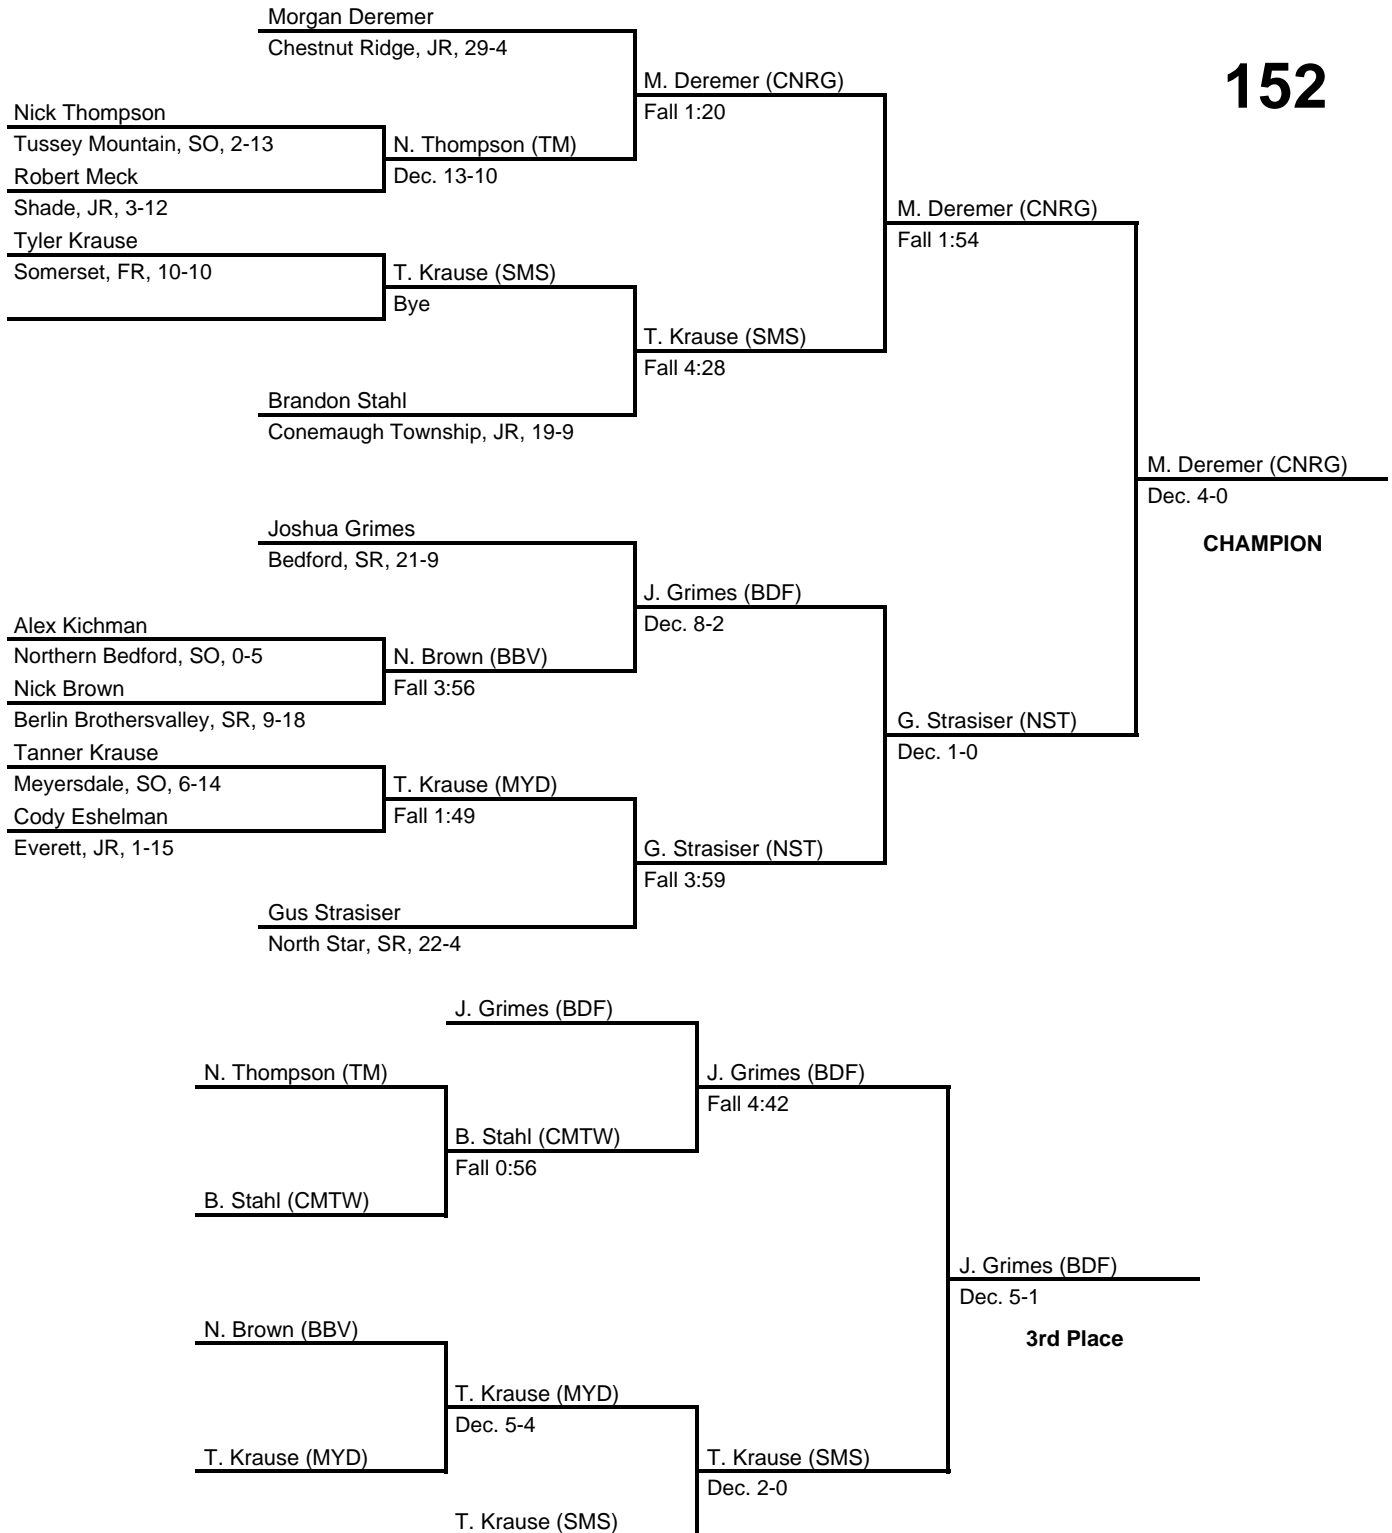 Morgan Deremer
Chestnut Ridge, JR, 29-4
152
M. Deremer (CNRG)
Fall 1:20
Nick Thompson
Tussey Mountain, SO, 2-13
N. Thompson (TM)
Dec. 13-10
Robert Meck
Shade, JR, 3-12
M. Deremer (CNRG)
Fall 1:54
Tyler Krause
Somerset, FR, 10-10
T. Krause (SMS)
Bye
T. Krause (SMS)
Fall 4:28
Brandon Stahl
Conemaugh Township, JR, 19-9
M. Deremer (CNRG)
Dec. 4-0
CHAMPION
Joshua Grimes
Bedford, SR, 21-9
J. Grimes (BDF)
Dec. 8-2
Alex Kichman
Northern Bedford, SO, 0-5
N. Brown (BBV)
Fall 3:56
Nick Brown
Berlin Brothersvalley, SR, 9-18
G. Strasiser (NST)
Dec. 1-0
Tanner Krause
Meyersdale, SO, 6-14
T. Krause (MYD)
Fall 1:49
Cody Eshelman
Everett, JR, 1-15
G. Strasiser (NST)
Fall 3:59
Gus Strasiser
North Star, SR, 22-4
J. Grimes (BDF)
N. Thompson (TM)
J. Grimes (BDF)
Fall 4:42
B. Stahl (CMTW)
Fall 0:56
B. Stahl (CMTW)
J. Grimes (BDF)
Dec. 5-1
3rd Place
N. Brown (BBV)
T. Krause (MYD)
Dec. 5-4
T. Krause (MYD)
T. Krause (SMS)
Dec. 2-0
T. Krause (SMS)